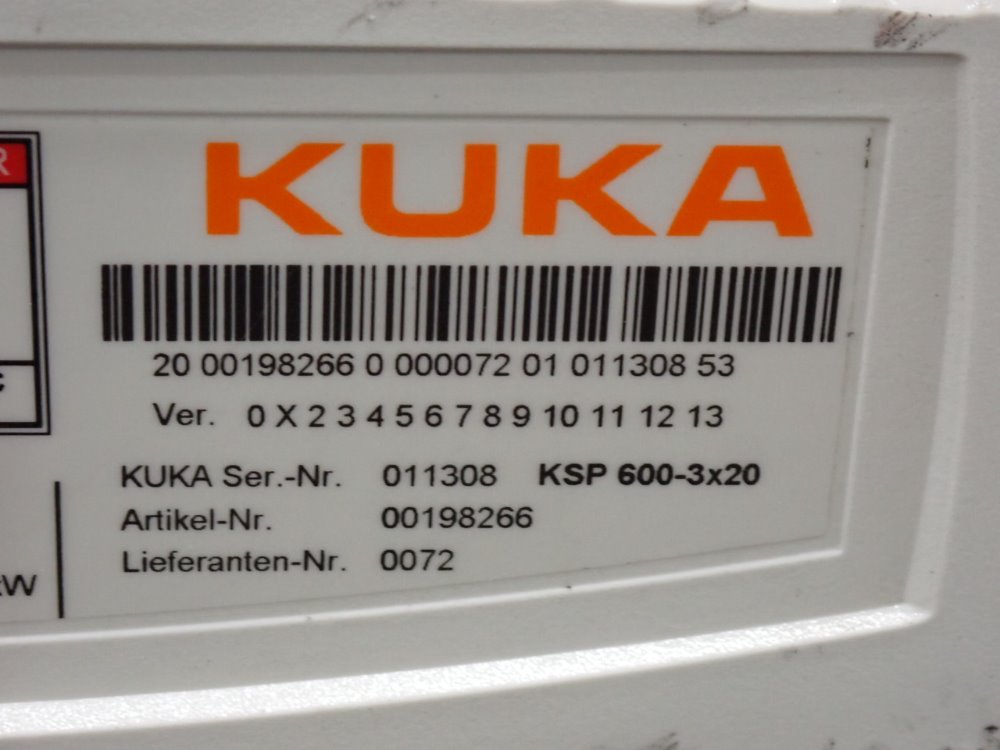 KUKA
20 00198266 0 000072 01 011308 53
Ver. 0 X 2 3 4 5 6 7 8 9 10 11 12 13
KUKA Ser.-Nr. 011308 KSP 600-3x20
Artikel-Nr. 00198266
Lieferanten-Nr. 0072